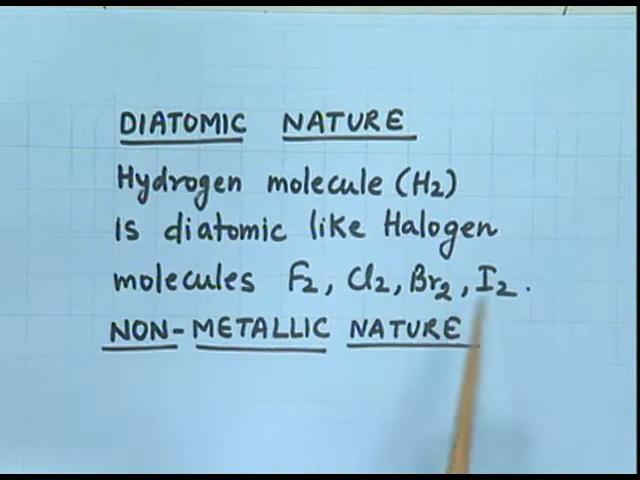 DIATOMIC NATURE
Hydrogen molecule (H2)
is diatomic like Halogen
molecules F2, Cl2, Br2, I2.
NON-METALLIC NATURE